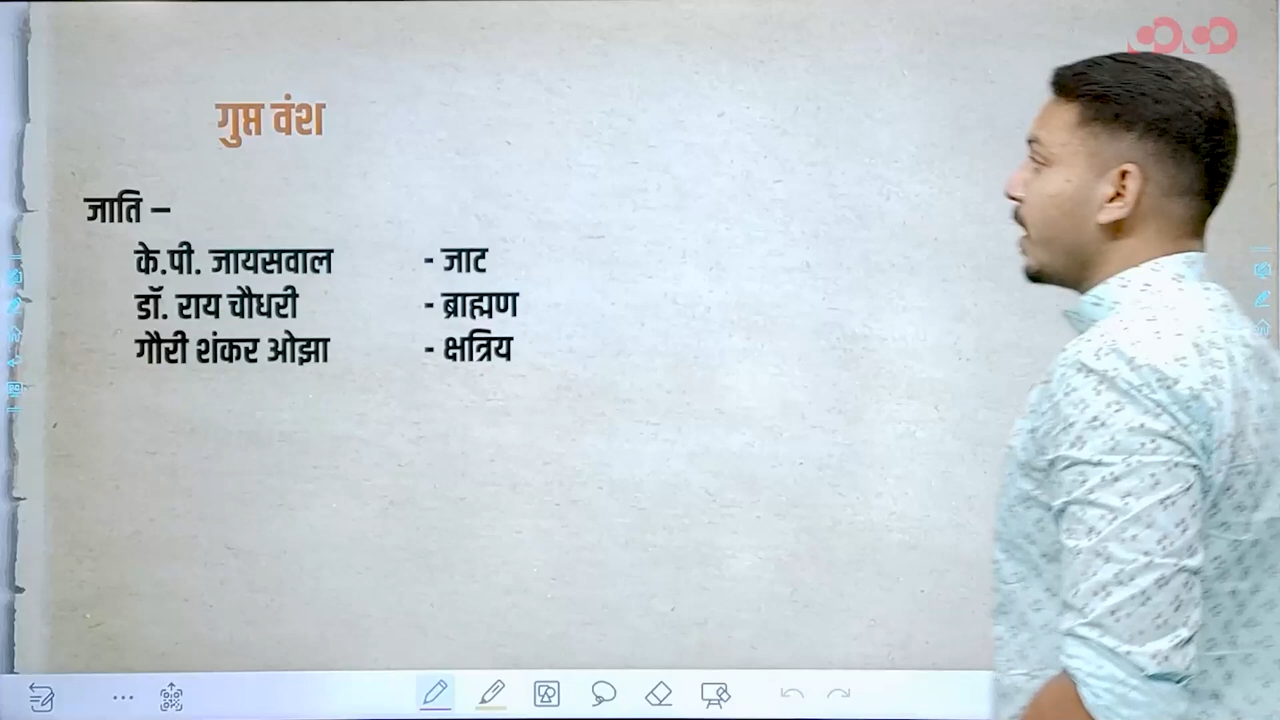 गुप्त वंश
जाति –
के.पी. जायसवाल - जाट
डॉ. राय चौधरी - ब्राह्मण
गौरी शंकर ओझा - क्षत्रिय